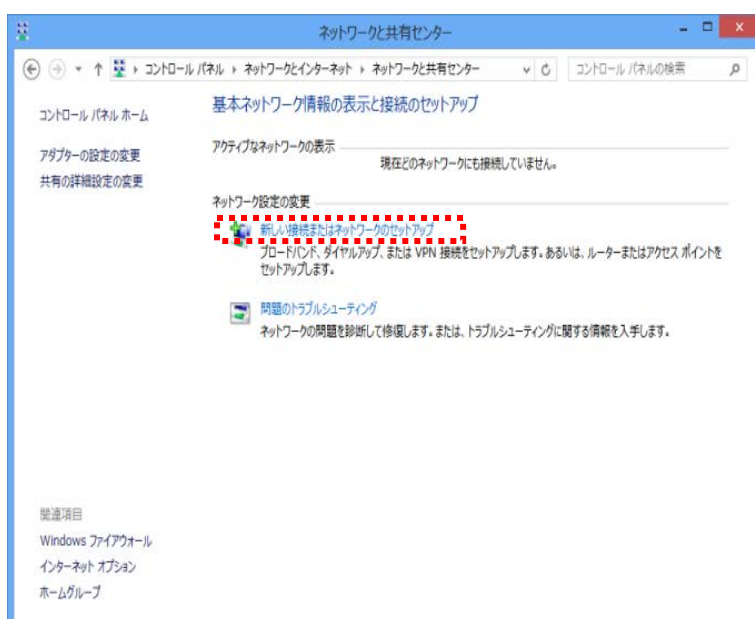 ネットワークと共有センター
コントロール パネル ネットワークとインターネット ネットワークと共有センター コントロール パネルの検索
コントロール パネル ホーム
アダプターの設定の変更
共有の詳細設定の変更
基本ネットワーク情報の表示と接続のセットアップ
アクティブなネットワークの表示
現在どのネットワークにも接続していません。
ネットワーク設定の変更
新しい接続またはネットワークのセットアップ
ブロードバンド、ダイヤルアップ、または VPN 接続をセットアップします。あるいは、ルーターまたはアクセス ポイントを
セットアップします。
問題のトラブルシューティング
ネットワークの問題を診断して修復します。または、トラブルシューティングに関する情報を入手します。
関連項目
Windows ファイアウォール
インターネット オプション
ホームグループ